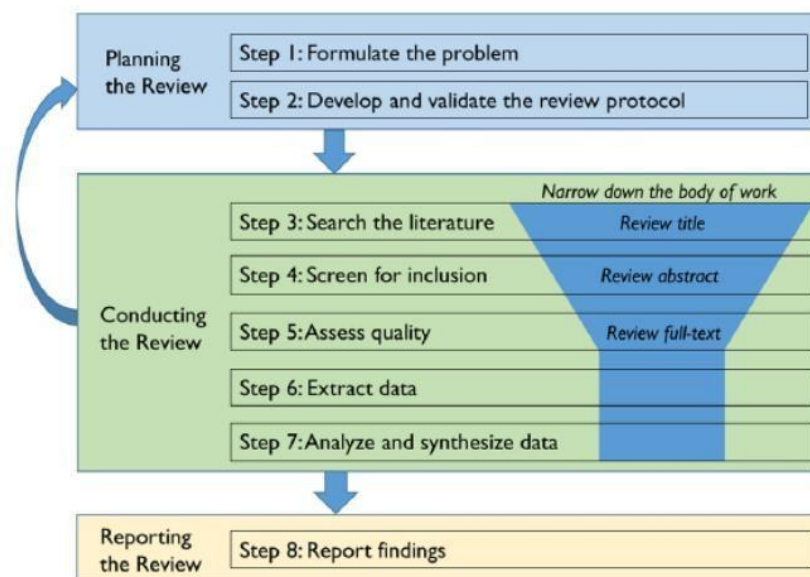 Planning
the Review
Step 1: Formulate the problem
Step 2: Develop and validate the review protocol
Conducting
the Review
Narrow down the body of work
Step 3: Search the literature
Review title
Step 4: Screen for inclusion
Review abstract
Step 5: Assess quality
Review full-text
Step 6: Extract data
Step 7: Analyze and synthesize data
Reporting
the Review
Step 8: Report findings